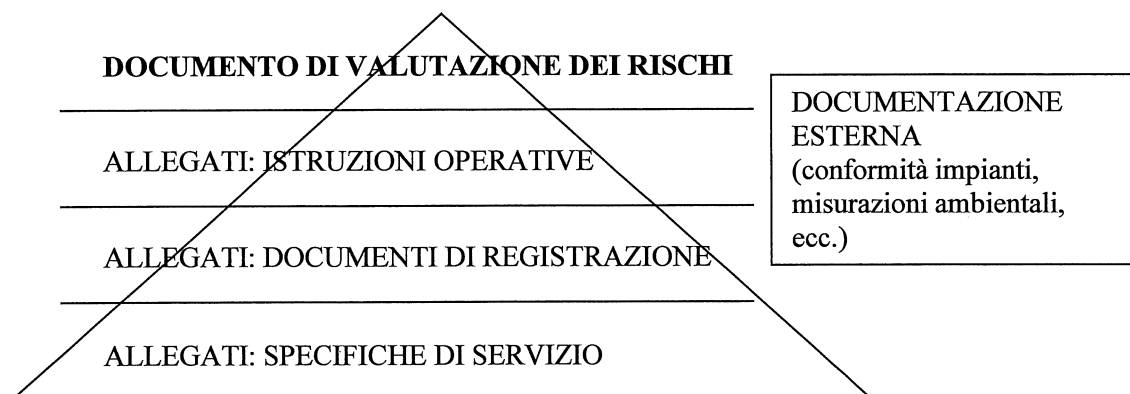 DOCUMENTO DI VALUTAZIONE DEI RISCHI
ALLEGATI: ISTRUZIONI OPERATIVE
ALLEGATI: DOCUMENTI DI REGISTRAZIONE
ALLEGATI: SPECIFICHE DI SERVIZIO
DOCUMENTAZIONE
ESTERNA
(conformità impianti,
misurazioni ambientali,
ecc.)